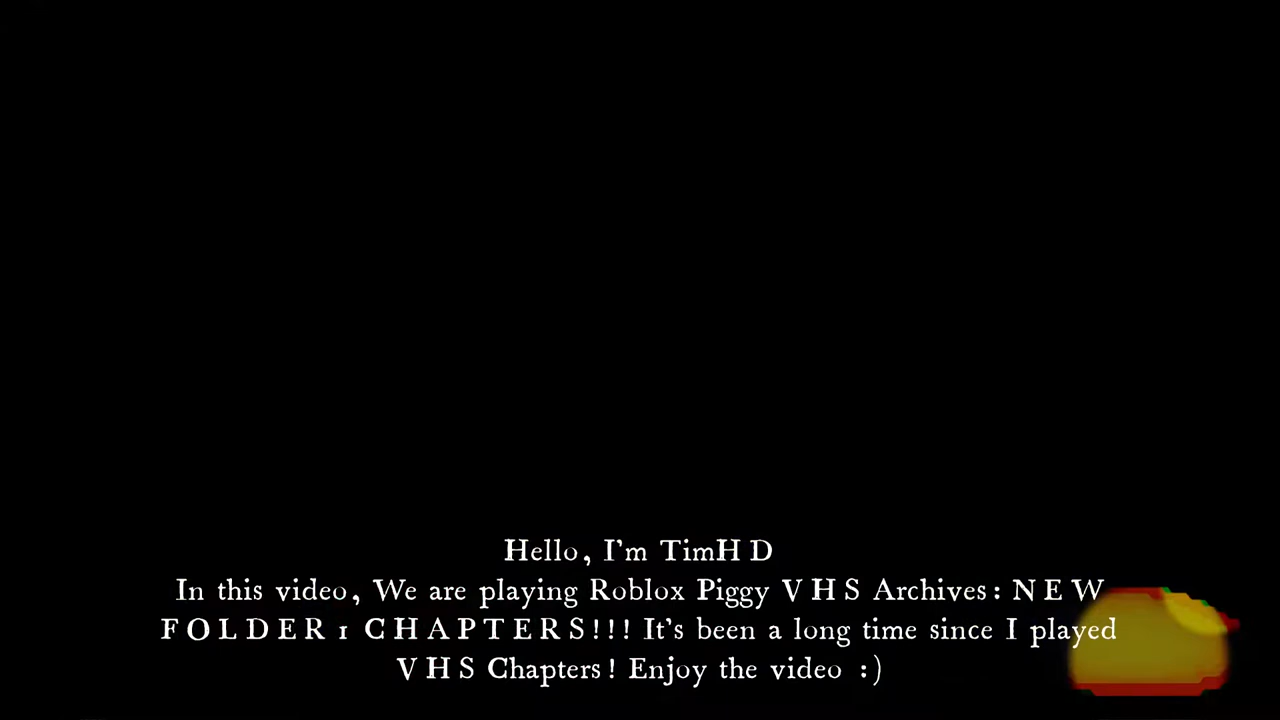 Hello, I'm TimHD
In this video, We are playing Roblox Piggy VHS Archives: NEW
FOLDER 1 CHAPTERS!!! It's been a long time since I played
VHS Chapters! Enjoy the video :)